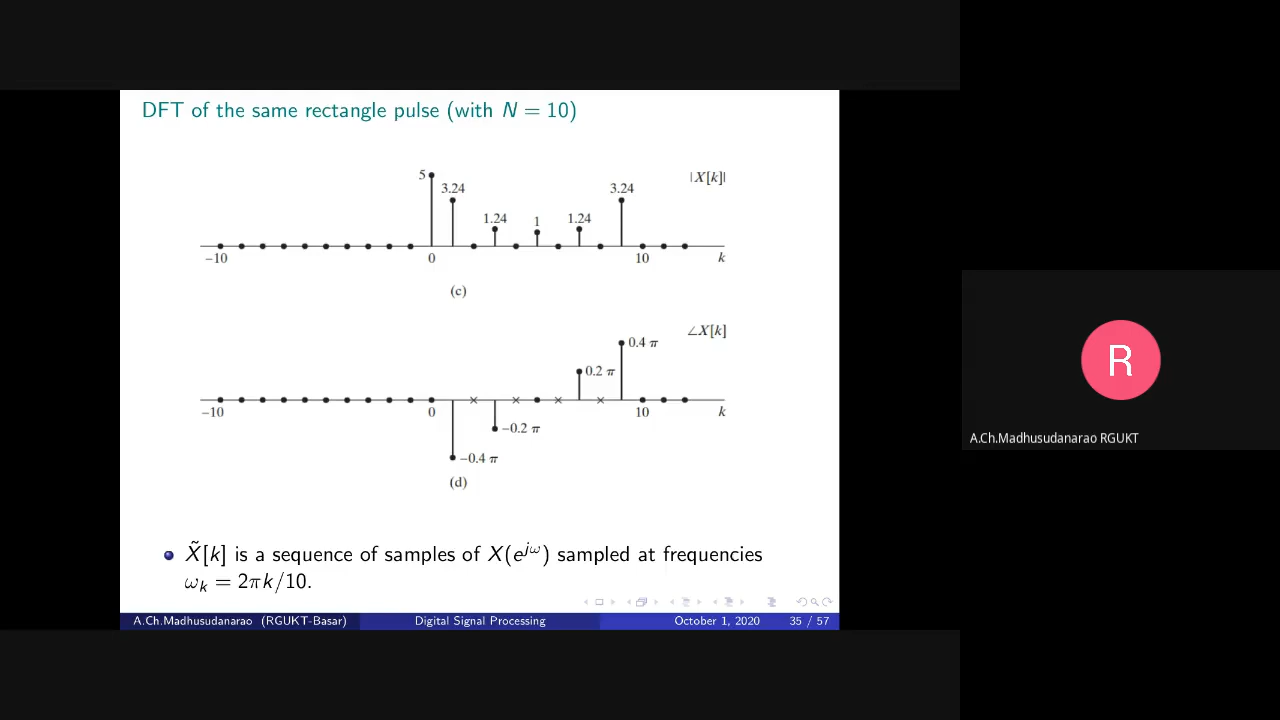 DFT of the same rectangle pulse (with N = 10)
5
3.24
1.24
1
1.24
3.24
|X[k]|
−10
0
10
k
(c)
∠X[k]
0.4 π
0.2 π
−10
0
10
k
−0.2 π
−0.4 π
(d)
X̃[k] is a sequence of samples of X(e^{jω}) sampled at frequencies
ω_k = 2πk/10.
A.Ch.Madhusudanarao (RGUKT-Basar) Digital Signal Processing October 1, 2020 35 / 57
R
A.Ch.Madhusudanarao RGUKT